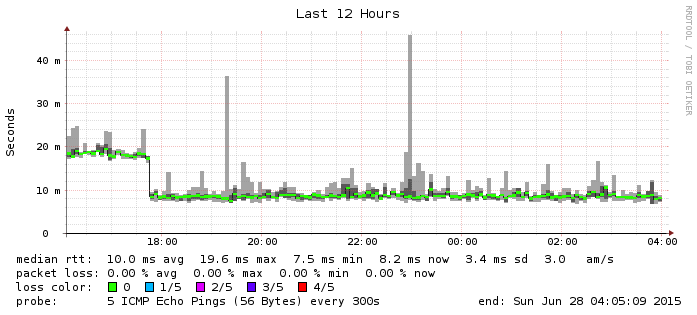 Last 12 Hours
RRDTOOL / TOBI OETIKER
Seconds
40 m
30 m
20 m
10 m
0
18:00 20:00 22:00 00:00 02:00 04:00
median rtt: 10.0 ms avg 19.6 ms max 7.5 ms min 8.2 ms now 3.4 ms sd 3.0 am/s
packet loss: 0.00 % avg 0.00 % max 0.00 % min 0.00 % now
loss color: 0 1/5 2/5 3/5 4/5
probe: 5 ICMP Echo Pings (56 Bytes) every 300s end: Sun Jun 28 04:05:09 2015